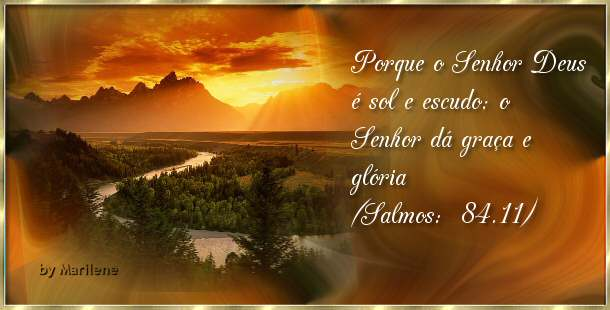 Porque o Senhor Deus
é sol e escudo; o
Senhor dá graça e
glória
(Salmos: 84.11)
by Marilene